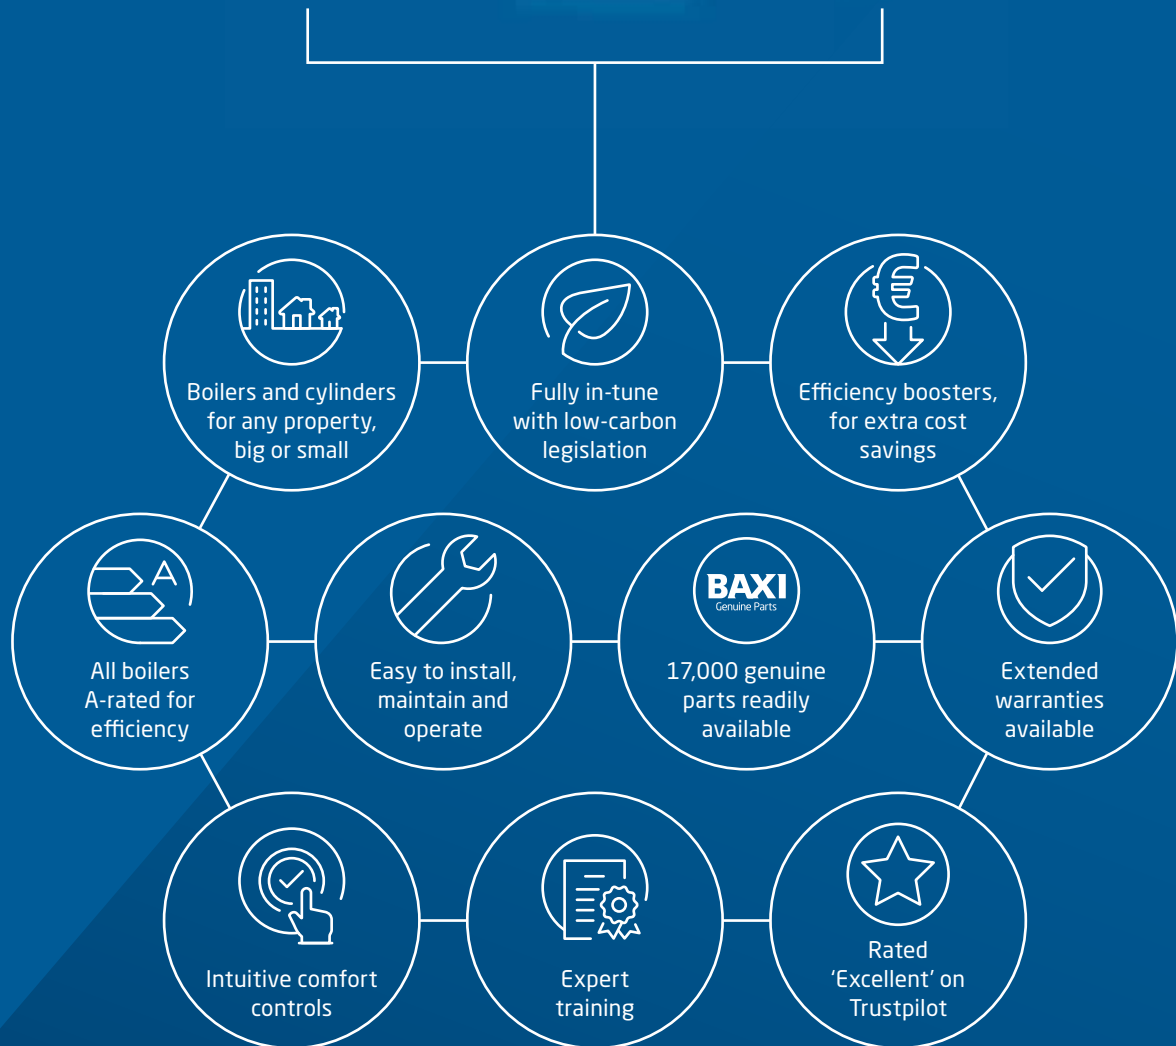 Boilers and cylinders
for any property,
big or small
Fully in-tune
with low-carbon
legislation
Efficiency boosters,
for extra cost
savings
A
All boilers
A-rated for
efficiency
Easy to install,
maintain and
operate
BAXI
Genuine Parts
17,000 genuine
parts readily
available
Extended
warranties
available
Intuitive comfort
controls
Expert
training
Rated
‘Excellent’ on
Trustpilot